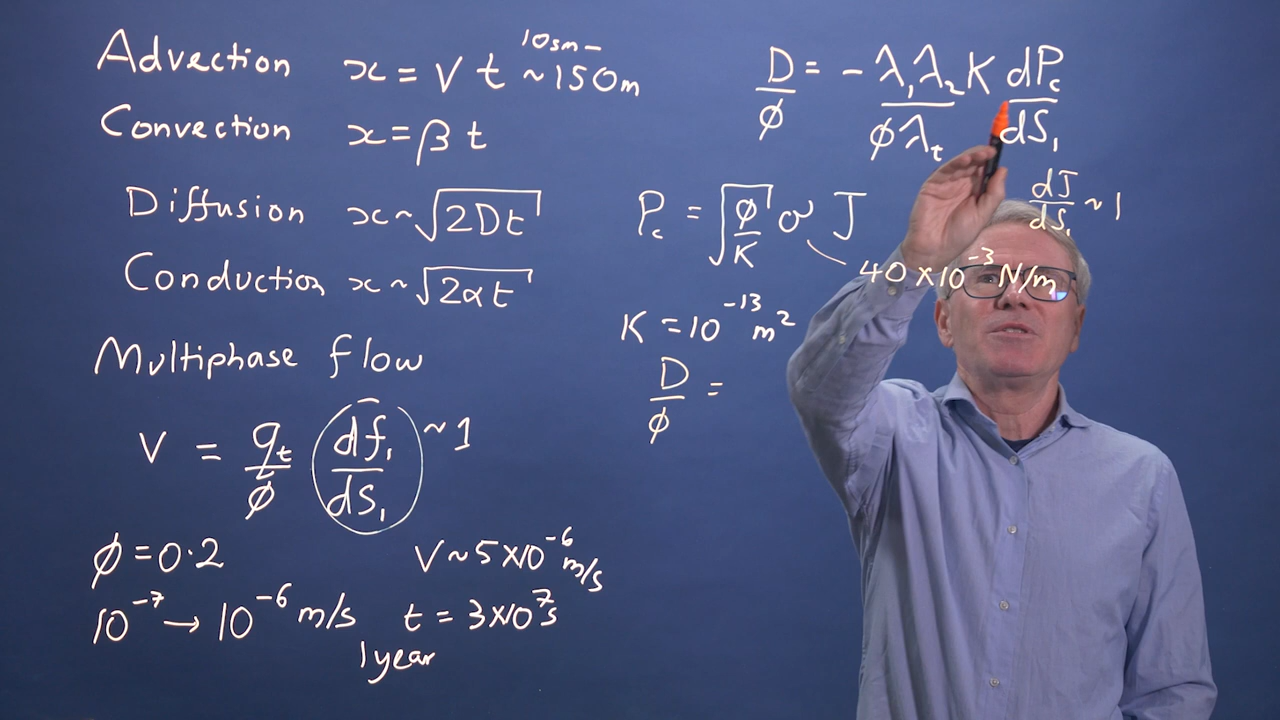 Advection x = v t ~150m
10sm-
Convection x = β t
Diffusion x ~ √2Dt
Conduction x ~ √2αt
Multiphase flow
v = qt/ϕ df₁/dS₁ ~ 1
ϕ = 0.2 v ~ 5×10⁻⁶ m/s
10⁻⁷ → 10⁻⁶ m/s t = 3×10⁷ s
1 year
D/ϕ = - λ₁λ₂K/ϕλt dPc/dS₁
Pc = √ϕ/K σ J dJ/dS₁ ~ 1
40 × 10⁻³ N/m
K = 10⁻¹³ m²
D/ϕ =